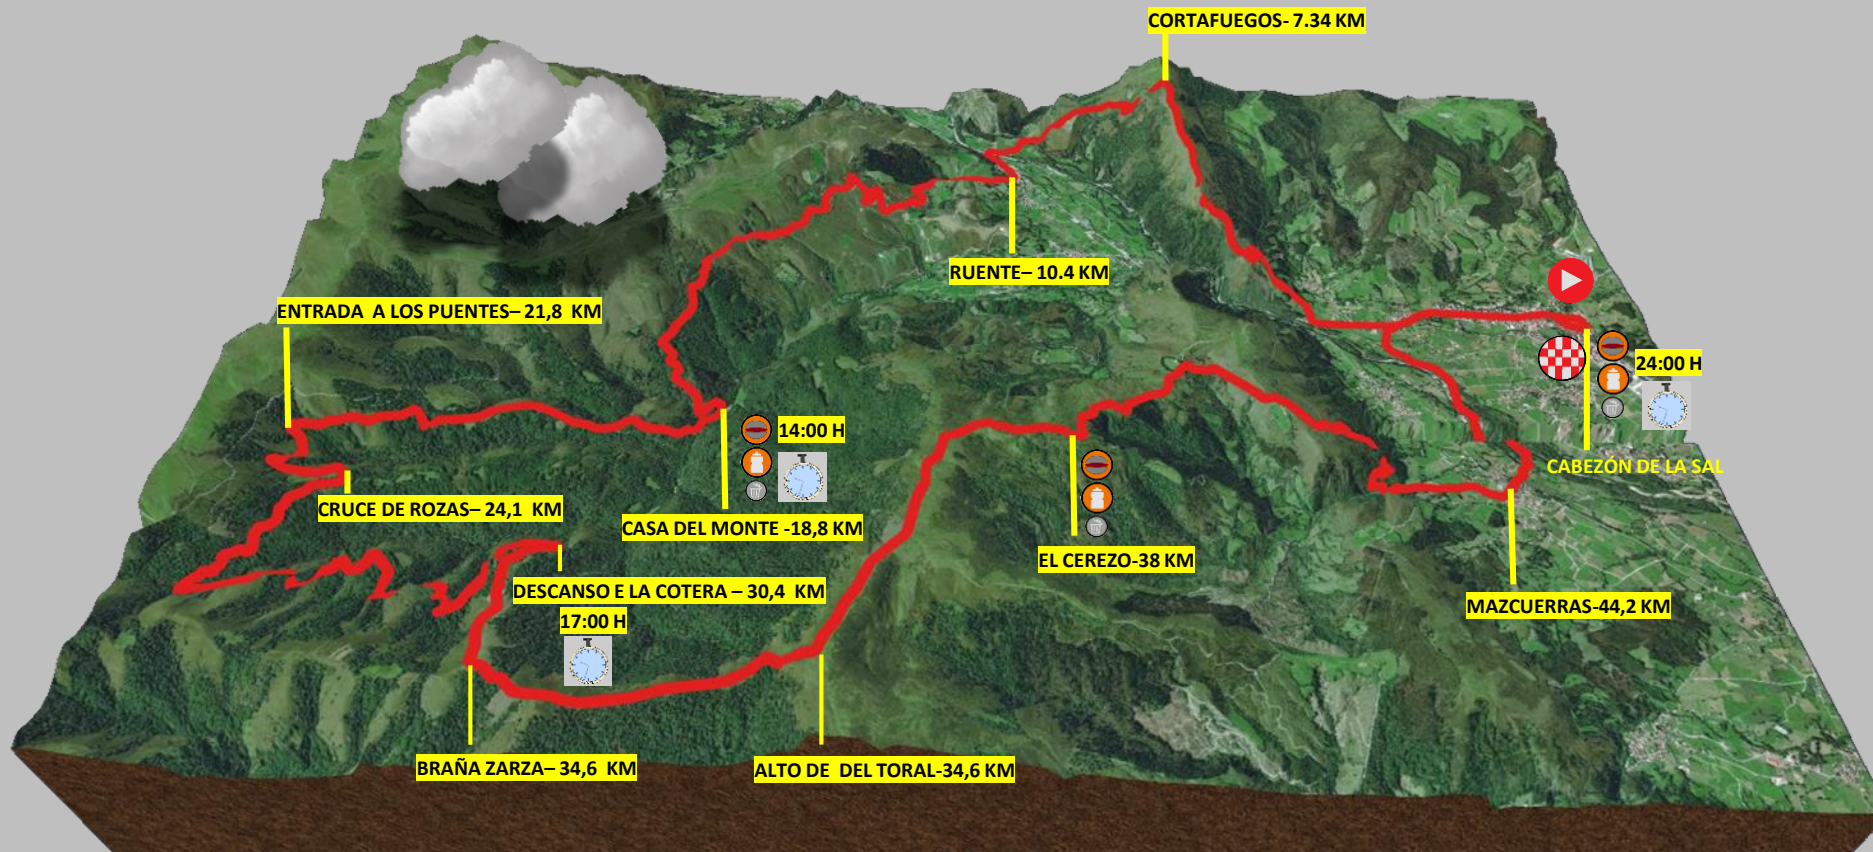 CORTAFUEGOS- 7.34 KM
RUENTE– 10.4 KM
ENTRADA A LOS PUENTES– 21,8 KM
24:00 H
14:00 H
CABEZÓN DE LA SAL
CRUCE DE ROZAS– 24,1 KM
CASA DEL MONTE -18,8 KM
EL CEREZO-38 KM
DESCANSO E LA COTERA – 30,4 KM
17:00 H
MAZCUERRAS-44,2 KM
BRAÑA ZARZA– 34,6 KM
ALTO DE DEL TORAL-34,6 KM